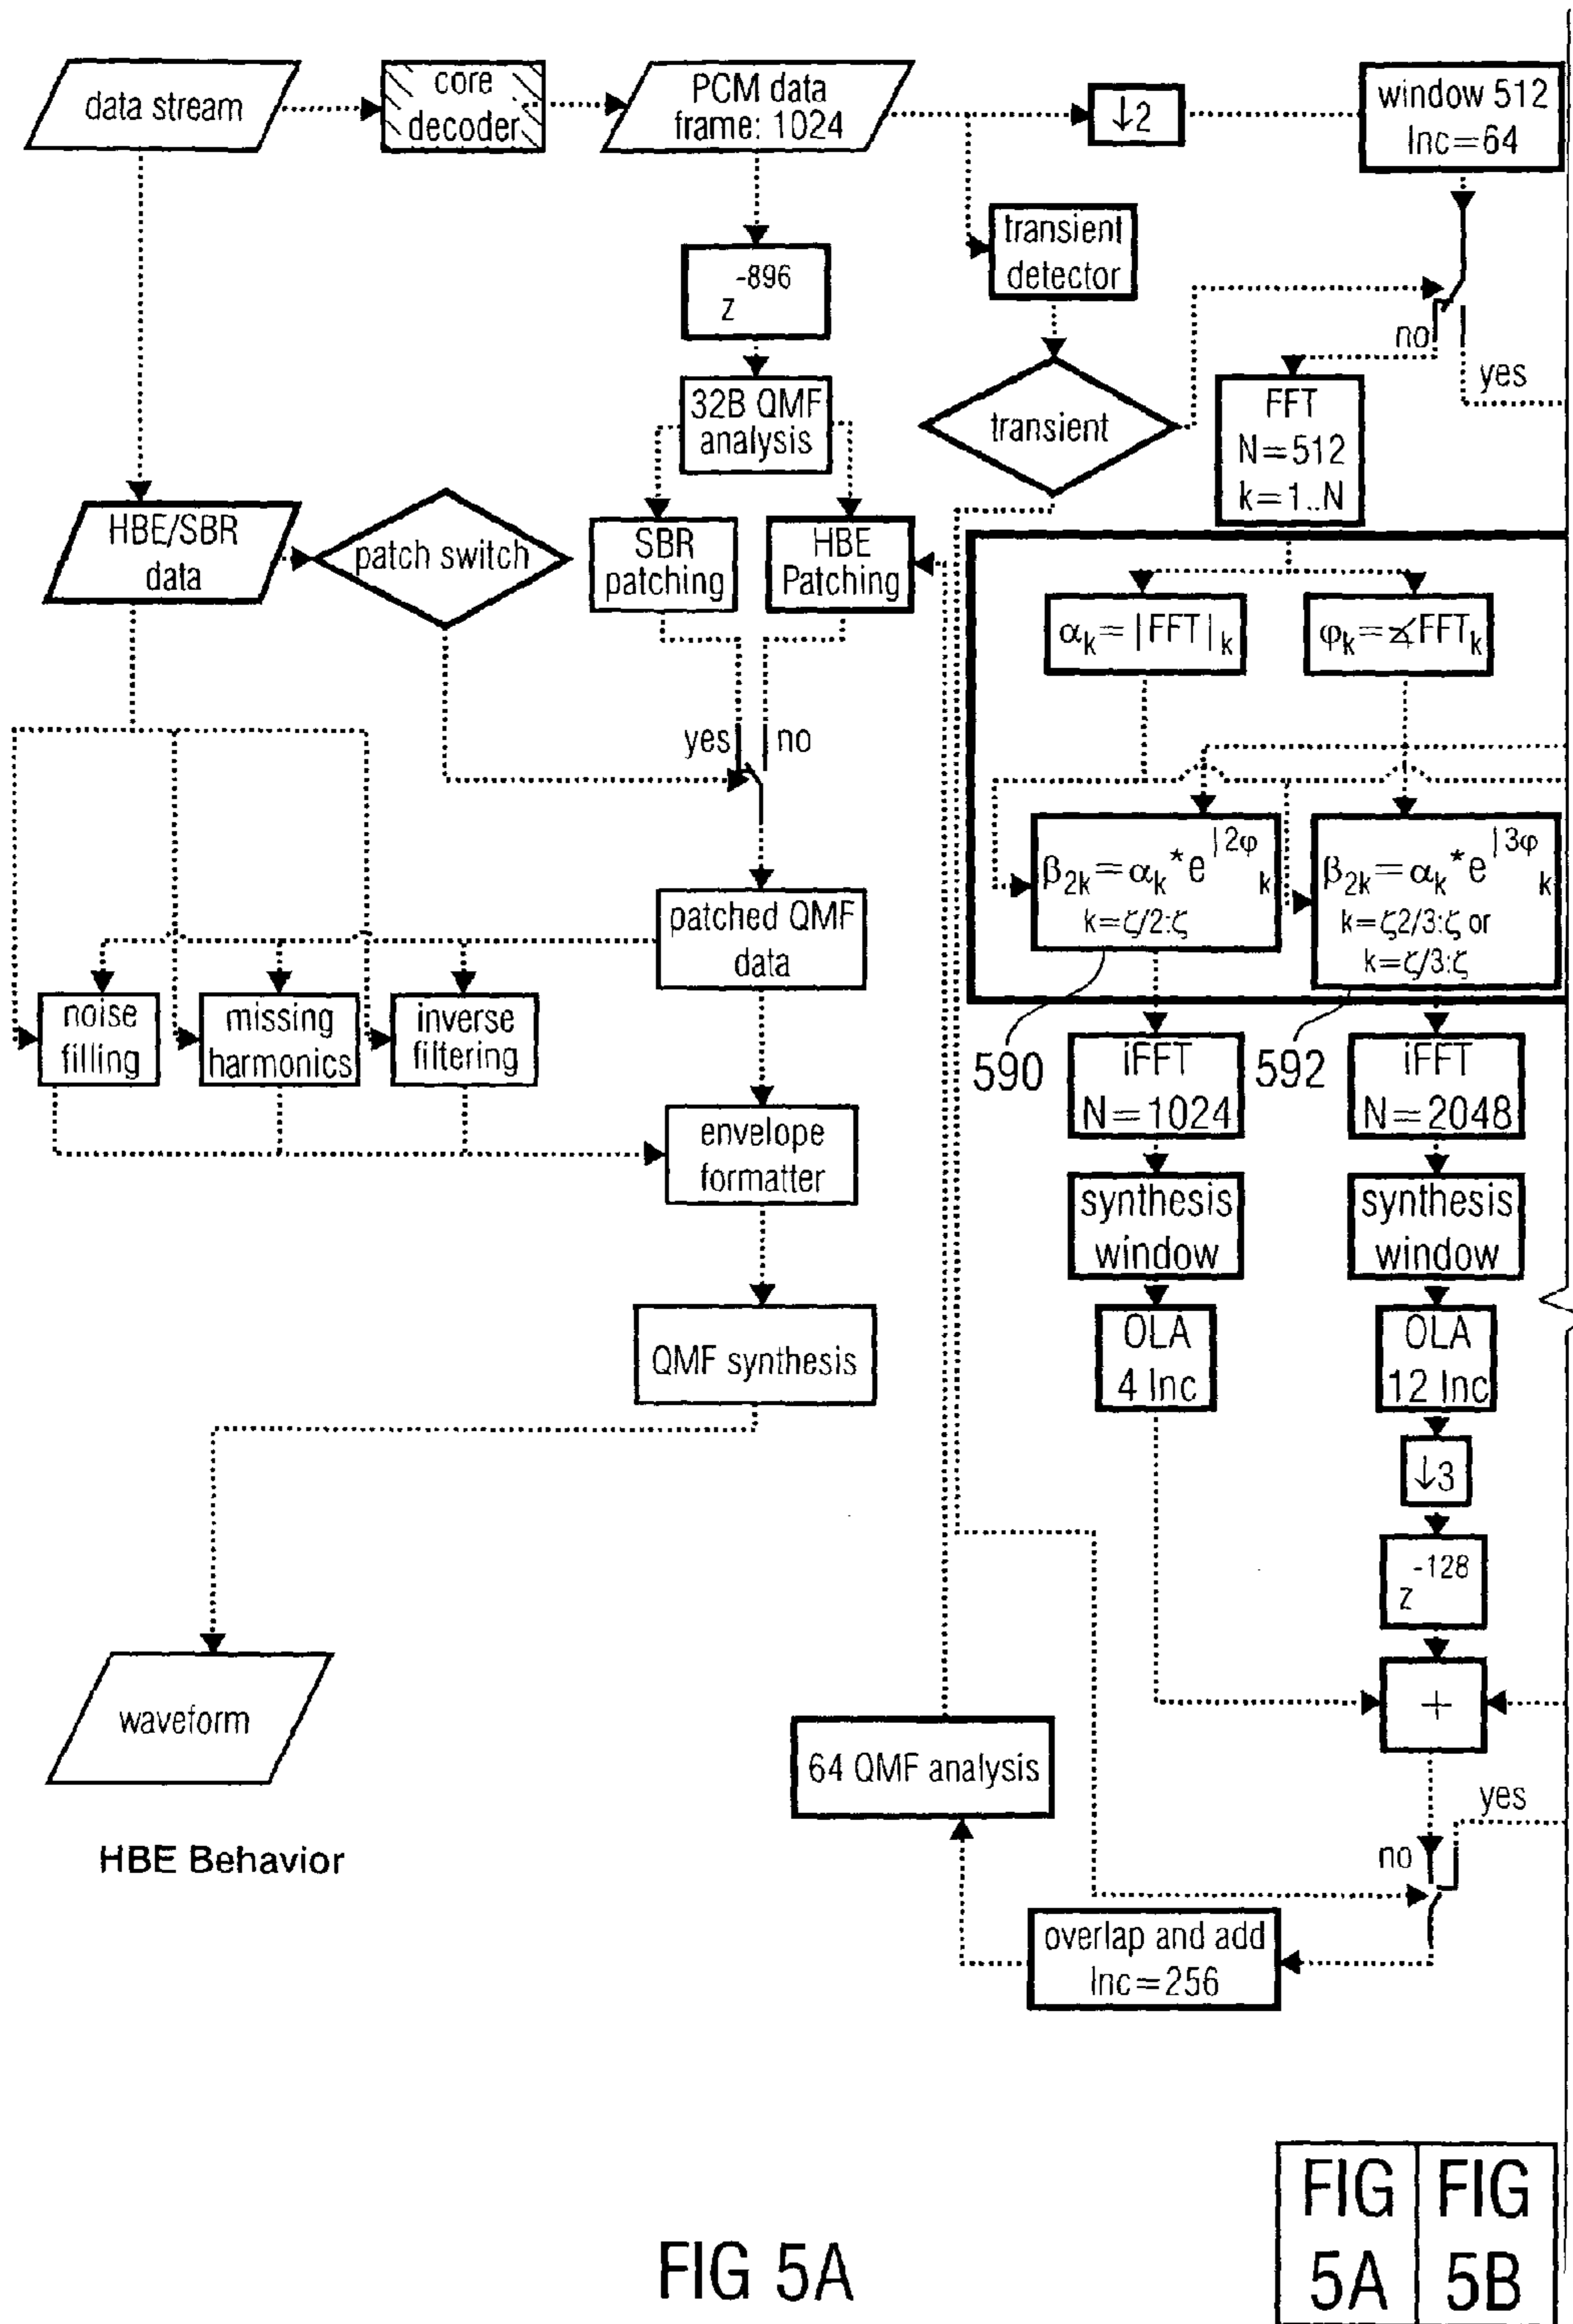 data stream
core
decoder
PCM data
frame: 1024
↓2
window 512
Inc=64
transient
detector
z^-896
no
yes
32B QMF
analysis
transient
FFT
N=512
k=1..N
HBE/SBR
data
patch switch
SBR
patching
HBE
Patching
α_k=|FFT|_k
φ_k=∡FFT_k
yes
no
β_2k=α_k*e^|2φ_k
k=ζ/2:ζ
β_2k=α_k*e^|3φ_k
k=ζ2/3:ζ or
k=ζ/3:ζ
patched QMF
data
noise
filling
missing
harmonics
inverse
filtering
590
iFFT
N=1024
592
iFFT
N=2048
envelope
formatter
synthesis
window
synthesis
window
QMF synthesis
OLA
4 Inc
OLA
12 Inc
↓3
z^-128
waveform
+
64 QMF analysis
yes
no
HBE Behavior
overlap and add
Inc=256
FIG 5A
FIG
5A
FIG
5B